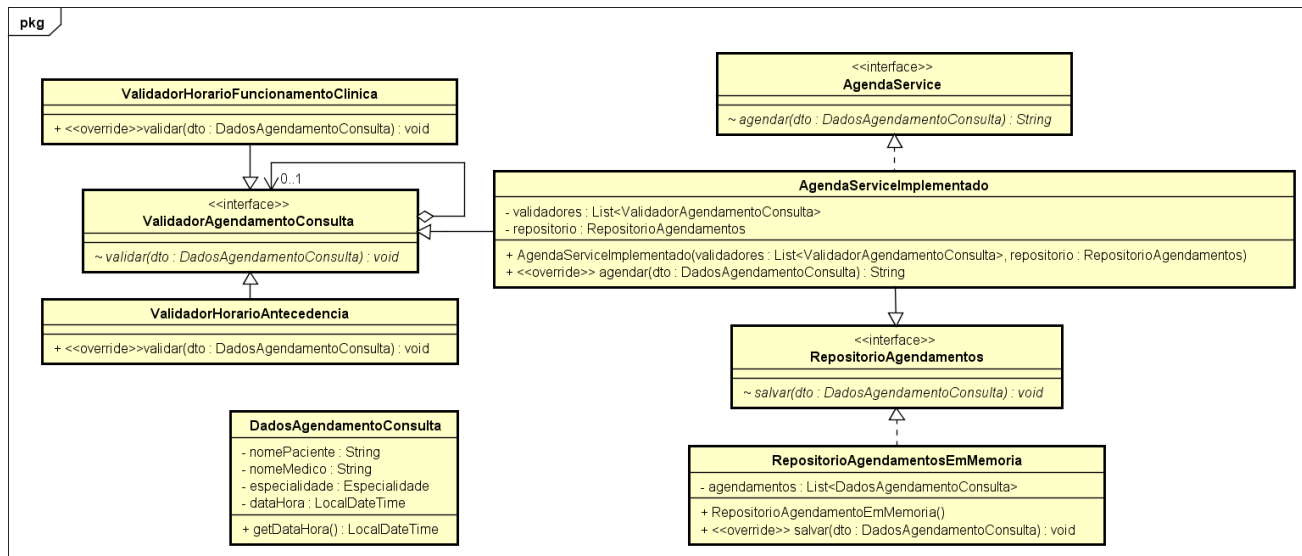 pkg
ValidadorHorarioFuncionamentoClinica
+ <<override>>validar(dto : DadosAgendamentoConsulta) : void
0..1
<<interface>>
ValidadorAgendamentoConsulta
~ validar(dto : DadosAgendamentoConsulta) : void
ValidadorHorarioAntecedencia
+ <<override>>validar(dto : DadosAgendamentoConsulta) : void
DadosAgendamentoConsulta
- nomePaciente : String
- nomeMedico : String
- especialidade : Especialidade
- dataHora : LocalDateTime
+ getDataHora() : LocalDateTime
<<interface>>
AgendaService
~ agendar(dto : DadosAgendamentoConsulta) : String
AgendaServiceImplementado
- validadores : List<ValidadorAgendamentoConsulta>
- repositorio : RepositorioAgendamentos
+ AgendaServiceImplementado(validadores : List<ValidadorAgendamentoConsulta>, repositorio : RepositorioAgendamentos)
+ <<override>> agendar(dto : DadosAgendamentoConsulta) : String
<<interface>>
RepositorioAgendamentos
~ salvar(dto : DadosAgendamentoConsulta) : void
RepositorioAgendamentosEmMemoria
- agendamentos : List<DadosAgendamentoConsulta>
+ RepositorioAgendamentoEmMemoria()
+ <<override>> salvar(dto : DadosAgendamentoConsulta) : void